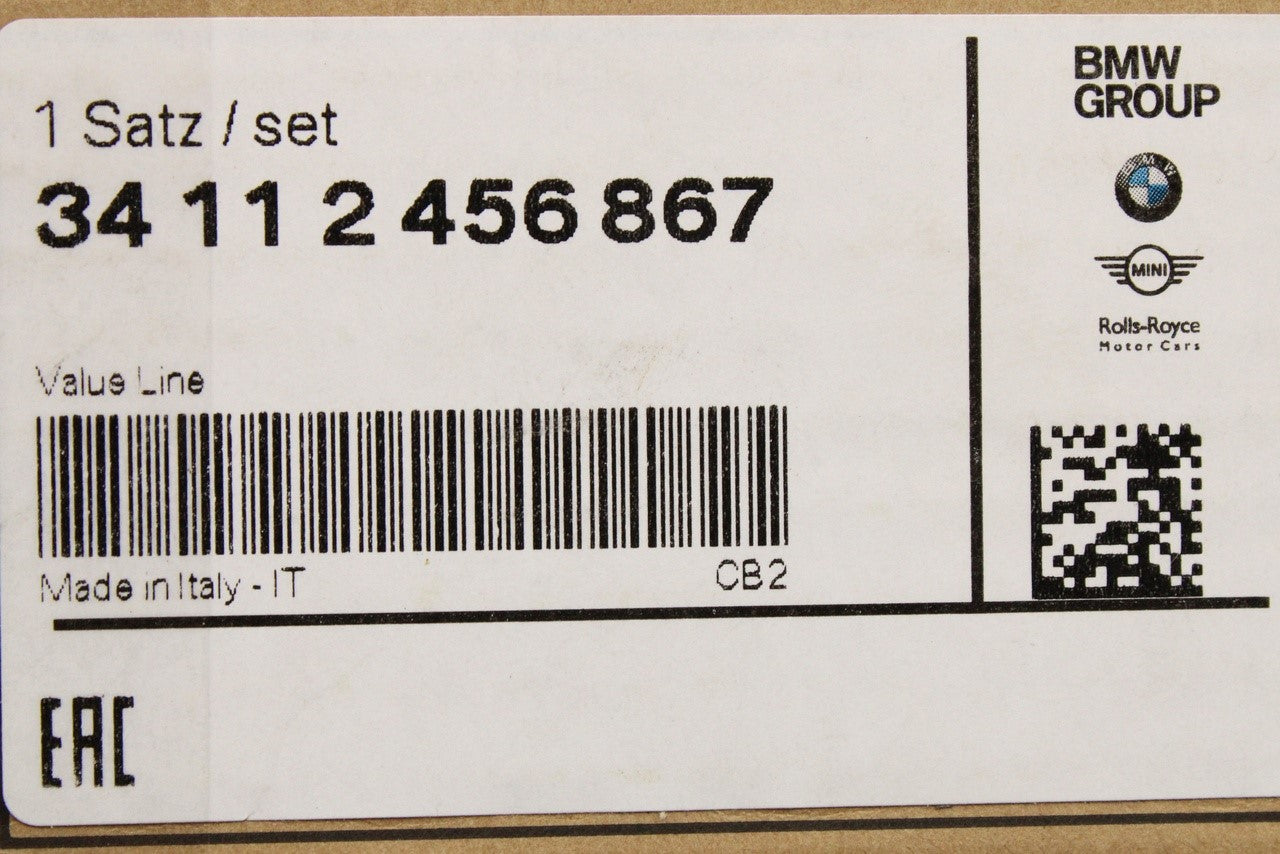 1 Satz / set
34 11 2 456 867
Value Line
Made in Italy - IT
CB2
EAC
BMW
GROUP
BMW
MINI
Rolls-Royce
Motor Cars